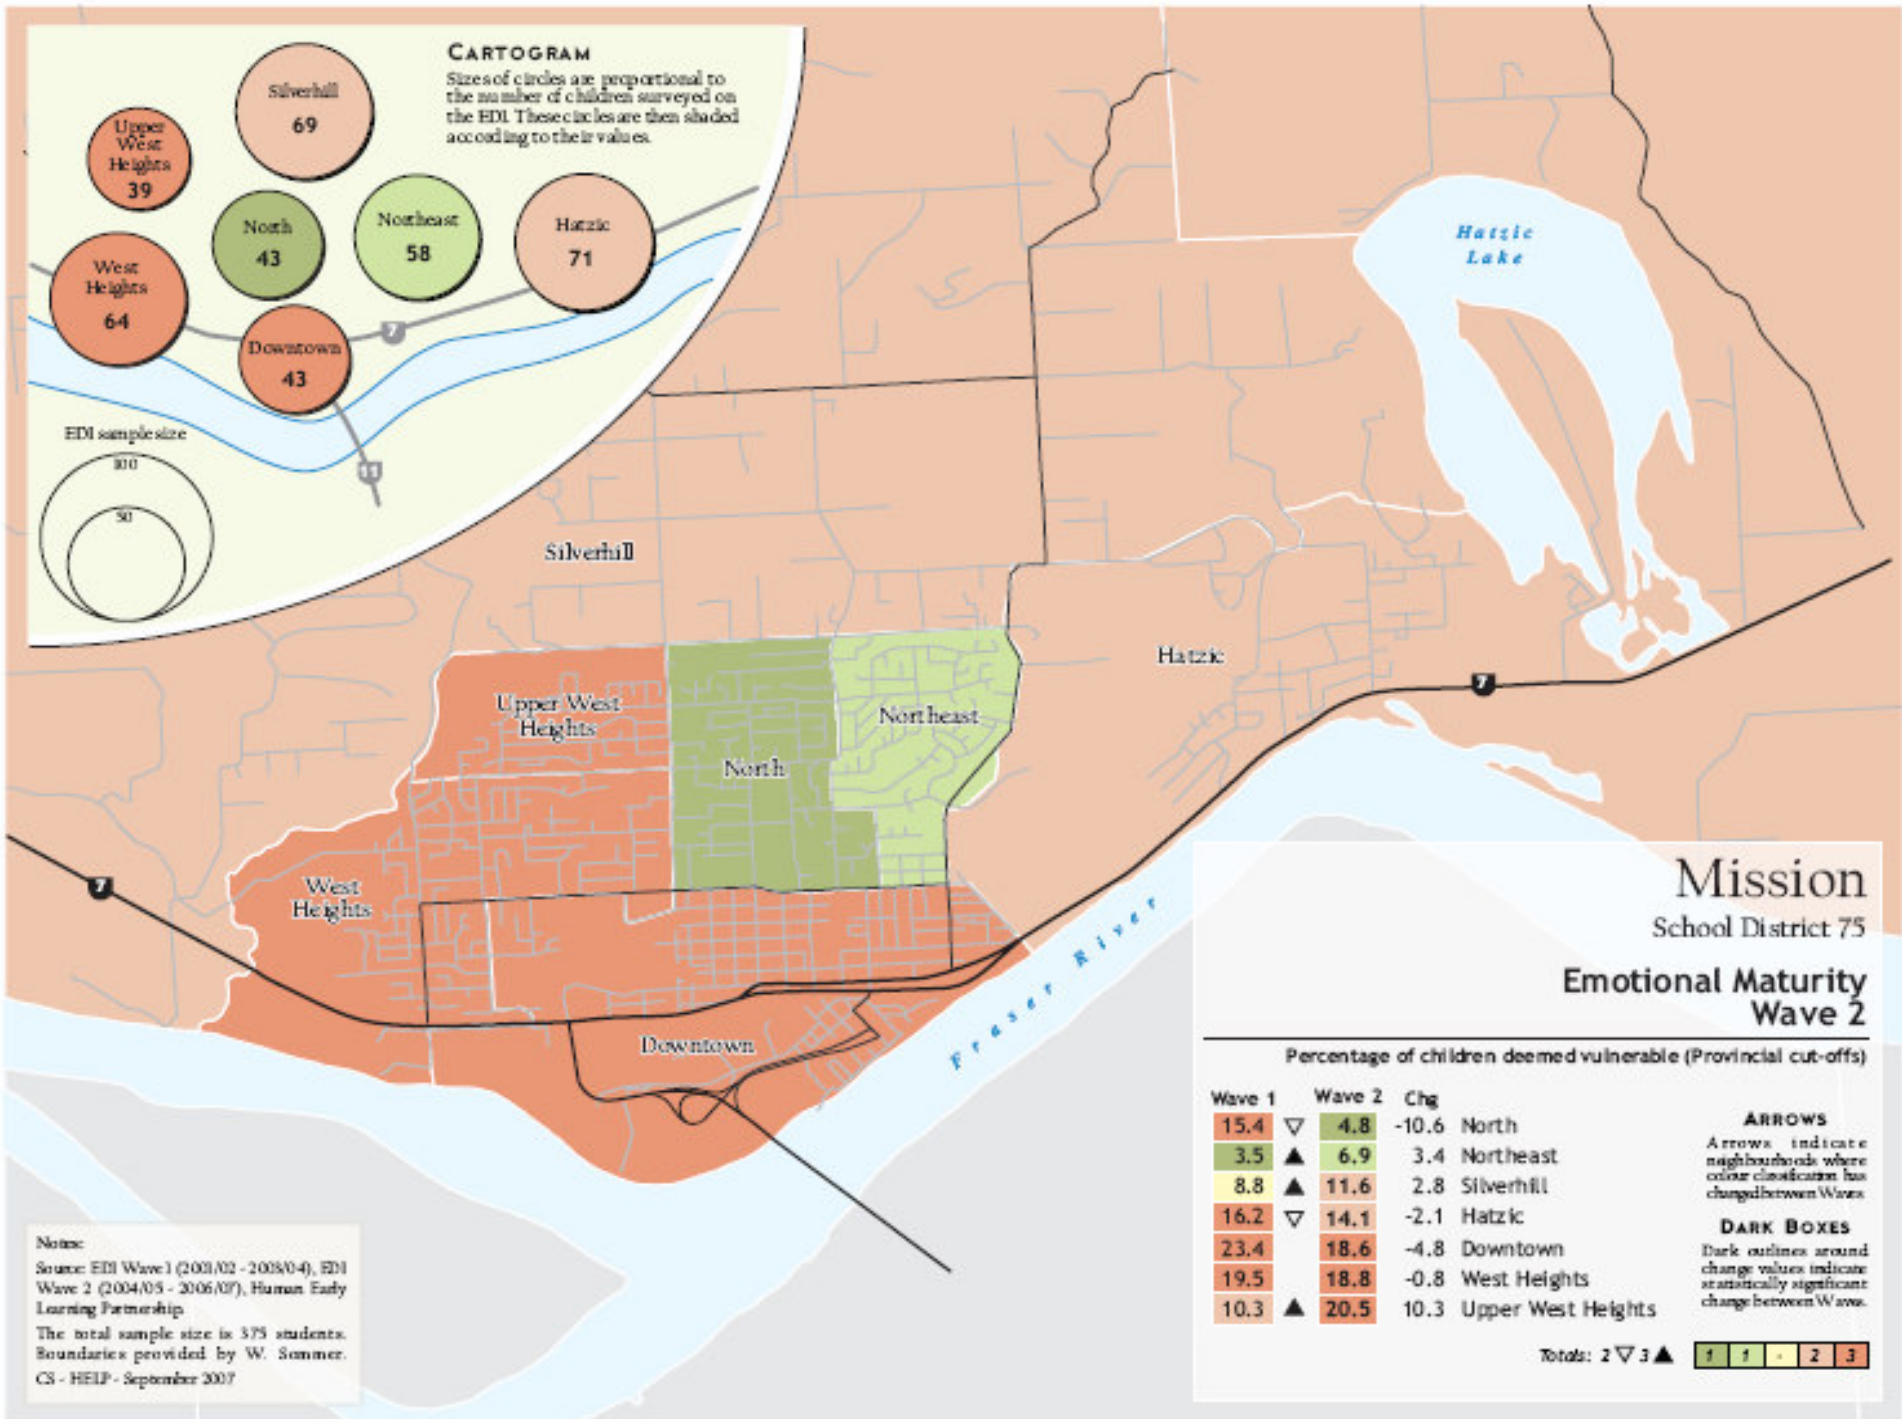 CARTOGRAM
Sizes of circles are proportional to
the number of children surveyed on
the EDI. These circles are then shaded
according to their values.
Silverhill
69
Upper
West
Heights
39
North
43
Northeast
58
Hatzic
71
West
Heights
64
Downtown
43
7
11
EDI sample size
100
50
Hatzic
Lake
Silverhill
Hatzic
7
Upper West
Heights
Northeast
North
7
West
Heights
Downtown
Fraser River
Mission
School District 75
Emotional Maturity
Wave 2
Percentage of children deemed vulnerable (Provincial cut-offs)
Wave 1 Wave 2 Chg
15.4 ▽ 4.8 -10.6 North
3.5 ▲ 6.9 3.4 Northeast
8.8 ▲ 11.6 2.8 Silverhill
16.2 ▽ 14.1 -2.1 Hatzic
23.4 18.6 -4.8 Downtown
19.5 18.8 -0.8 West Heights
10.3 ▲ 20.5 10.3 Upper West Heights
ARROWS
Arrows indicate
neighbourhoods where
colour classification has
changed between Waves
DARK BOXES
Dark outlines around
change values indicate
statistically significant
change between Waves.
Totals: 2 ▽ 3 ▲ 1 1 - 2 3
Notes:
Source: EDI Wave 1 (2001/02 - 2003/04), EDI
Wave 2 (2004/05 - 2006/07), Human Early
Learning Partnership.
The total sample size is 375 students.
Boundaries provided by W. Sommer.
CS - HELP - September 2007